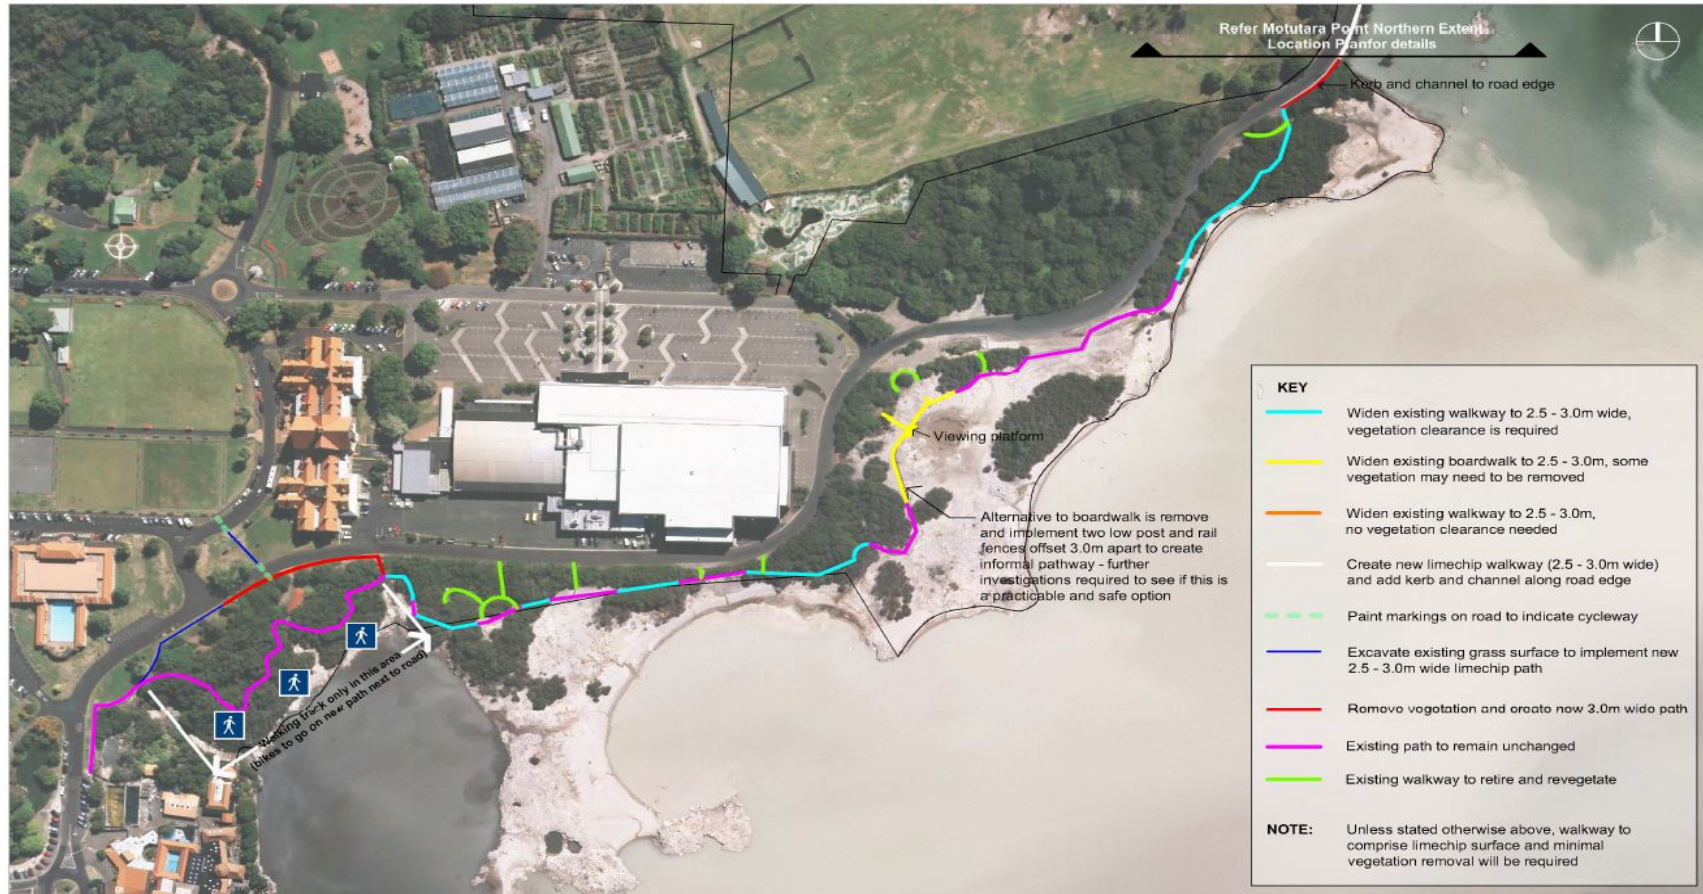 Refer Motutara Point Northern Extent
Location Planfor details
Kerb and channel to road edge
Viewing platform
Alternative to boardwalk is remove
and implement two low post and rail
fences offset 3.0m apart to create
informal pathway - further
investigations required to see if this is
a practicable and safe option
Walking track only in this area
(bikes to go on new path next to road)
KEY
Widen existing walkway to 2.5 - 3.0m wide,
vegetation clearance is required
Widen existing boardwalk to 2.5 - 3.0m, some
vegetation may need to be removed
Widen existing walkway to 2.5 - 3.0m,
no vegetation clearance needed
Create new limechip walkway (2.5 - 3.0m wide)
and add kerb and channel along road edge
Paint markings on road to indicate cycleway
Excavate existing grass surface to implement new
2.5 - 3.0m wide limechip path
Remove vegetation and create new 3.0m wide path
Existing path to remain unchanged
Existing walkway to retire and revegetate
NOTE: Unless stated otherwise above, walkway to
comprise limechip surface and minimal
vegetation removal will be required